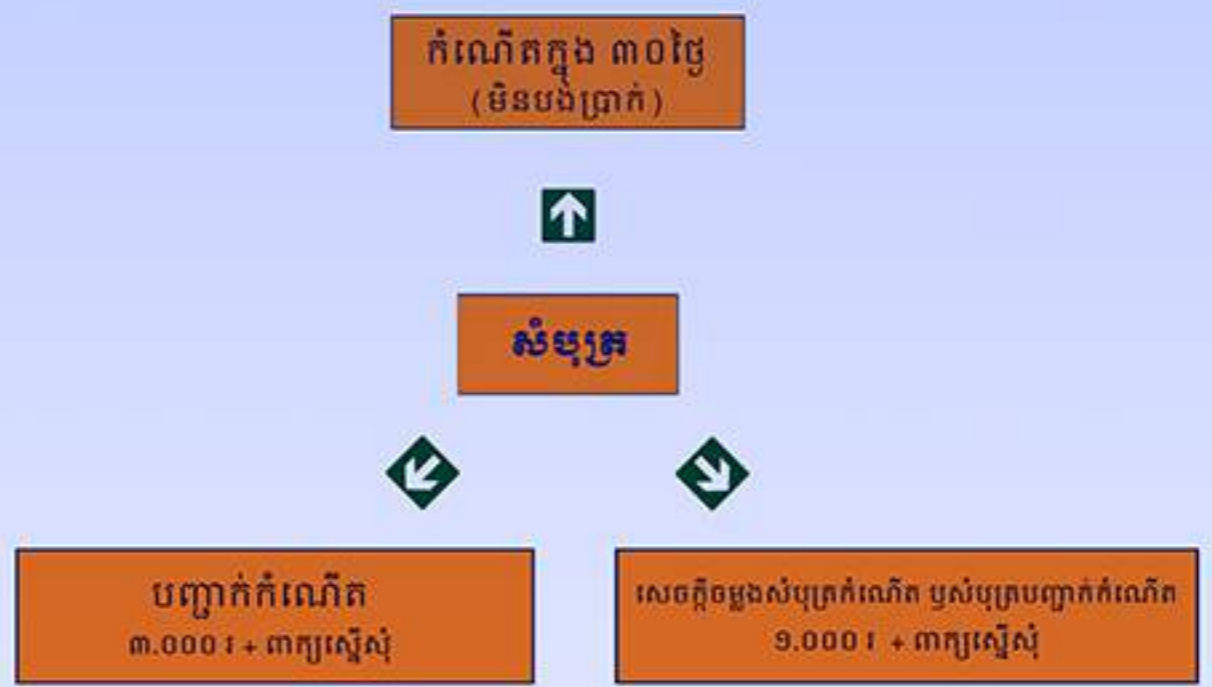 កំណើតក្នុង ៣០ថ្ងៃ
(មិនបង់ប្រាក់)
សំបុត្រ
បញ្ជាក់កំណើត
៣.០០០៛ + ពាក្យស្នើសុំ
សេចក្តីចម្លងសំបុត្រកំណើត ឫសំបុត្របញ្ជាក់កំណើត
១.០០០៛ + ពាក្យស្នើសុំ